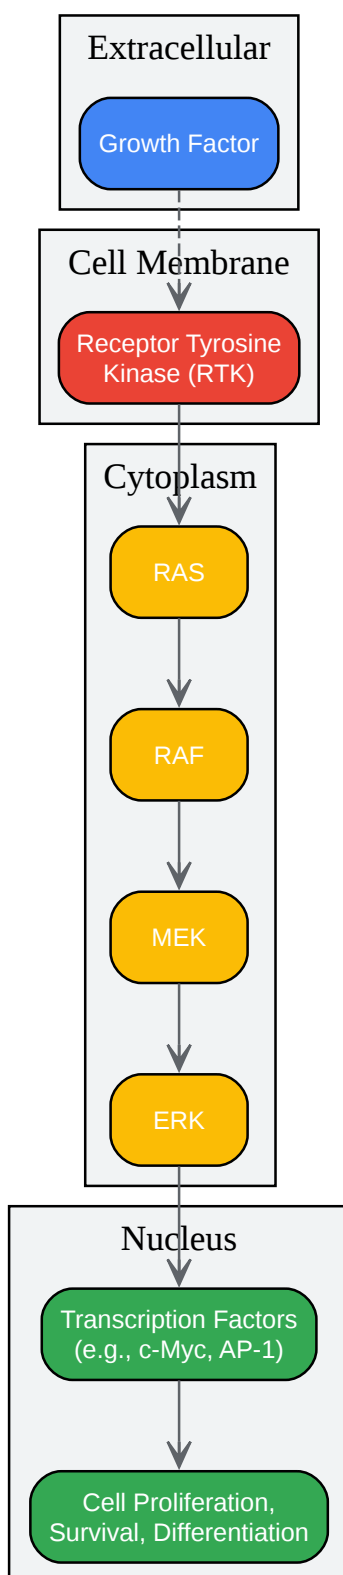 Extracellular
Growth Factor
Cell Membrane
Receptor Tyrosine
Kinase (RTK)
Cytoplasm
RAS
RAF
MEK
ERK
Nucleus
Transcription Factors
(e.g., c-Myc, AP-1)
Cell Proliferation,
Survival, Differentiation